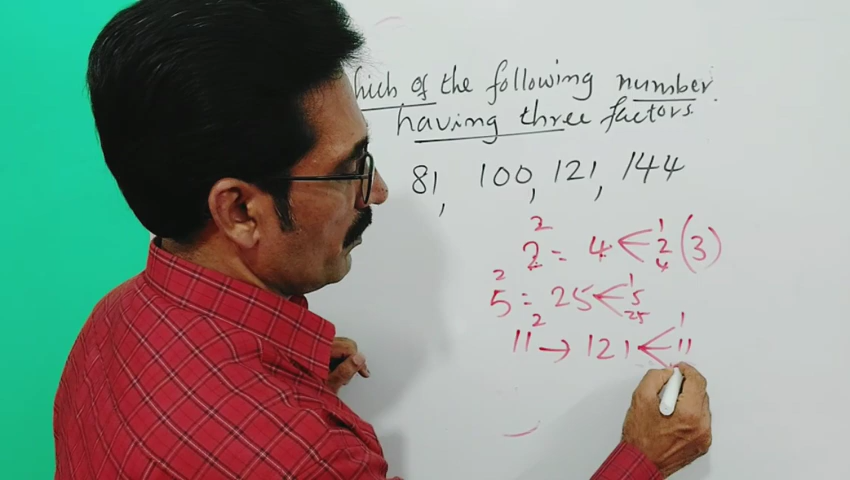 hich of the following number.
having three factors.
81, 100, 121, 144
2² = 4 < 1 2 4 (3)
5² = 25 < 1 5 25
11² → 121 < 1 11